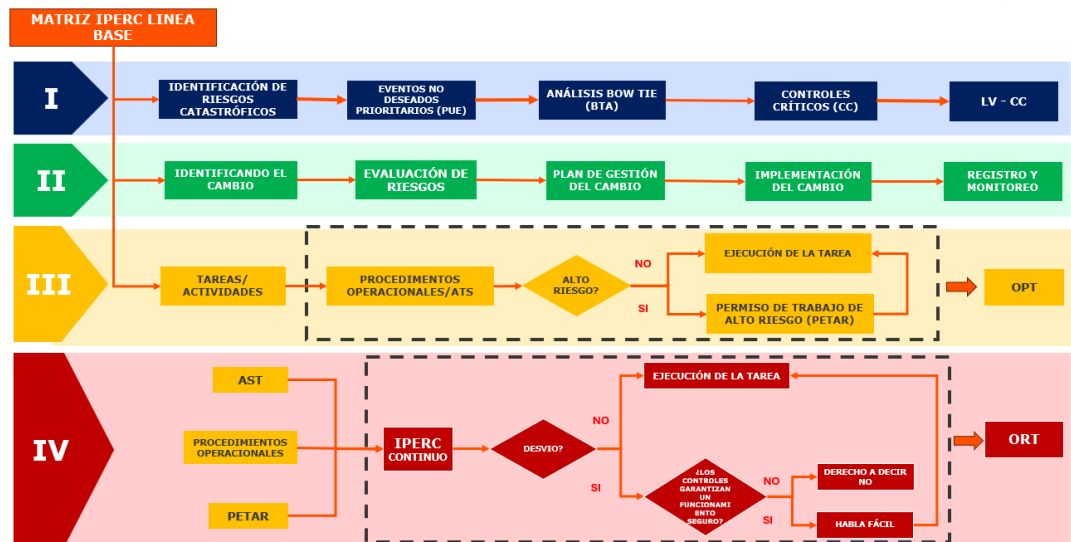 MATRIZ IPERC LINEA
BASE
I
IDENTIFICACIÓN DE
RIESGOS
CATASTRÓFICOS
EVENTOS NO
DESEADOS
PRIORITARIOS (PUE)
ANÁLISIS BOW TIE
(BTA)
CONTROLES
CRÍTICOS (CC)
LV - CC
II
IDENTIFICANDO EL
CAMBIO
EVALUACIÓN DE
RIESGOS
PLAN DE GESTIÓN
DEL CAMBIO
IMPLEMENTACIÓN
DEL CAMBIO
REGISTRO Y
MONITOREO
III
TAREAS/
ACTIVIDADES
PROCEDIMIENTOS
OPERACIONALES/ATS
ALTO
RIESGO?
NO
SI
EJECUCIÓN DE LA TAREA
PERMISO DE TRABAJO DE
ALTO RIESGO (PETAR)
OPT
IV
AST
PROCEDIMIENTOS
OPERACIONALES
PETAR
IPERC
CONTINUO
DESVIO?
NO
SI
EJECUCIÓN DE LA TAREA
¿LOS
CONTROLES
GARANTIZAN
UN
FUNCIONAMI
ENTO
SEGURO?
NO
SI
DERECHO A DECIR
NO
HABLA FÁCIL
ORT